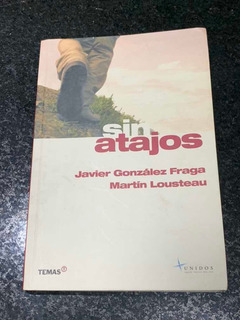 sin
atajos
Javier González Fraga
Martín Lousteau
TEMAS
UNIDOS